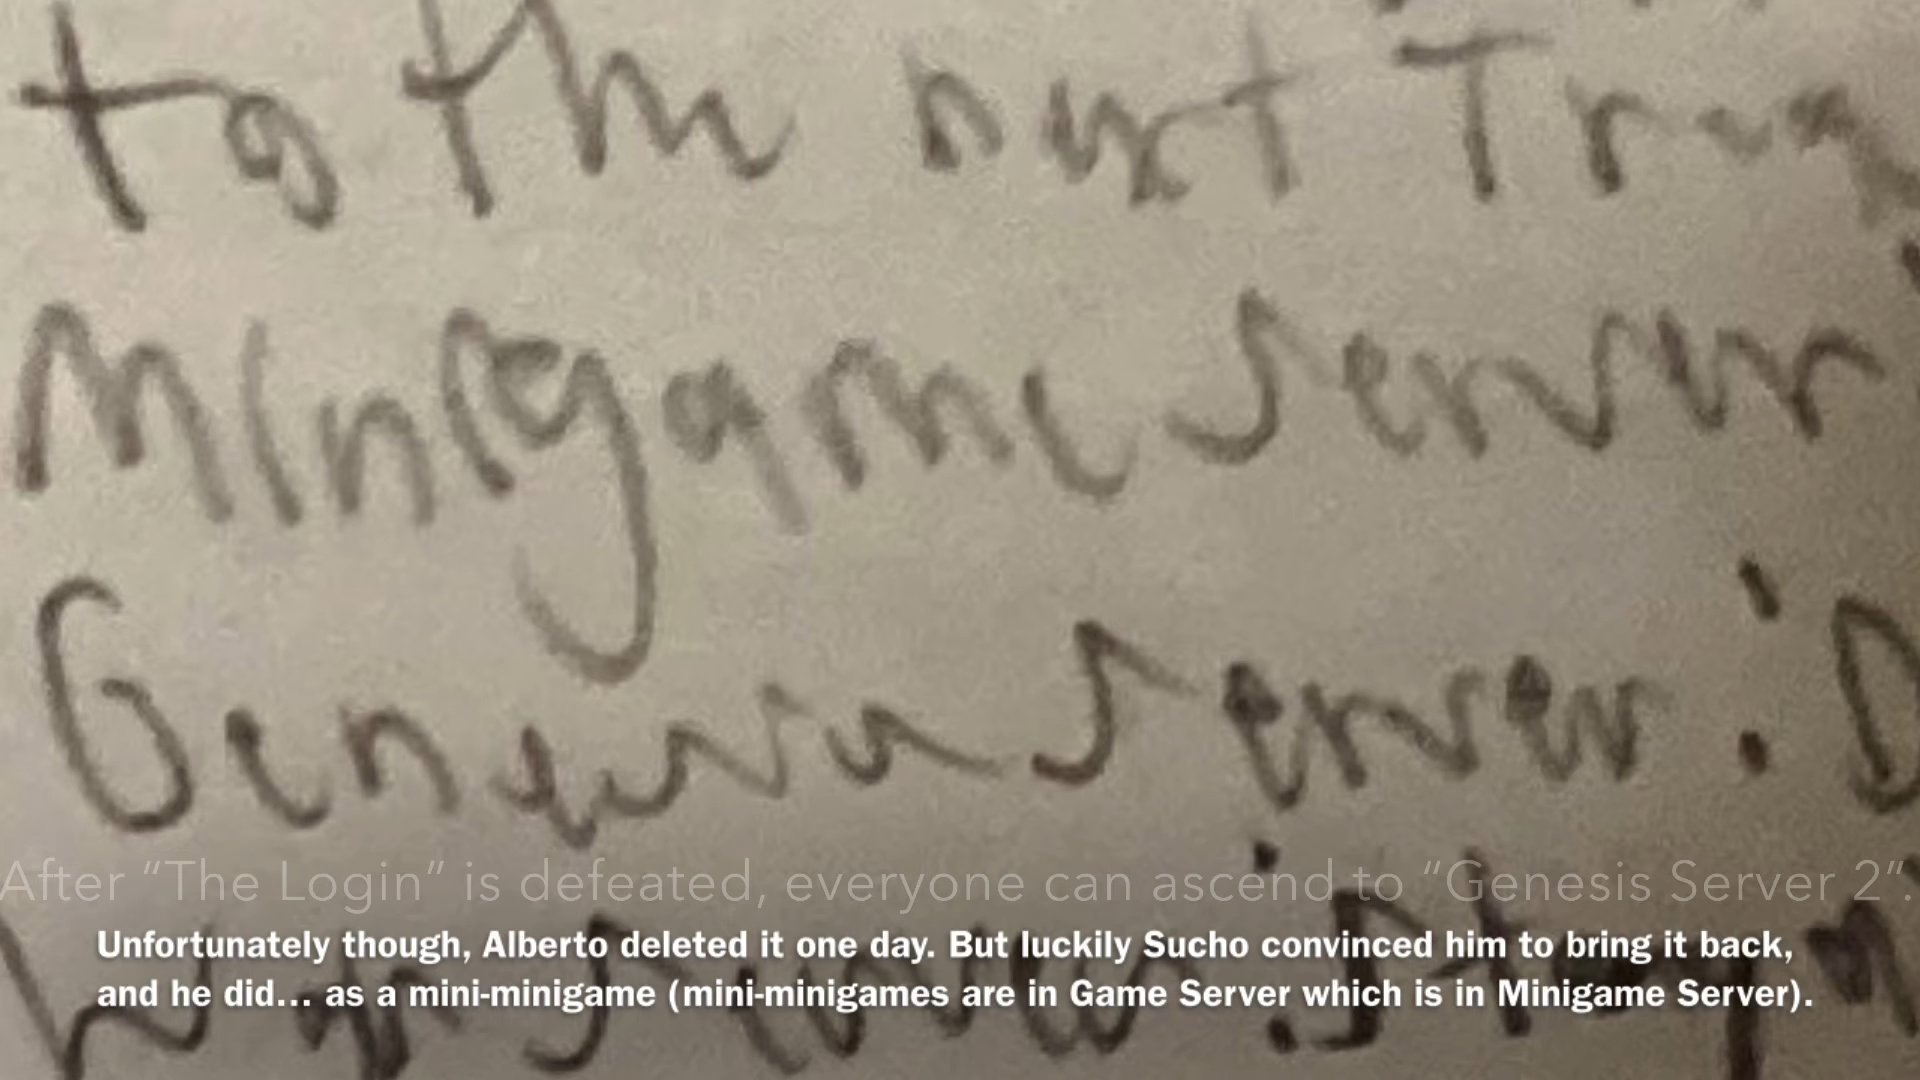 to the next
Minigame Server
Server:
After “The Login” is defeated, everyone can ascend to “Genesis Server 2”.
Unfortunately though, Alberto deleted it one day. But luckily Sucho convinced him to bring it back,
and he did... as a mini-minigame (mini-minigames are in Game Server which is in Minigame Server).